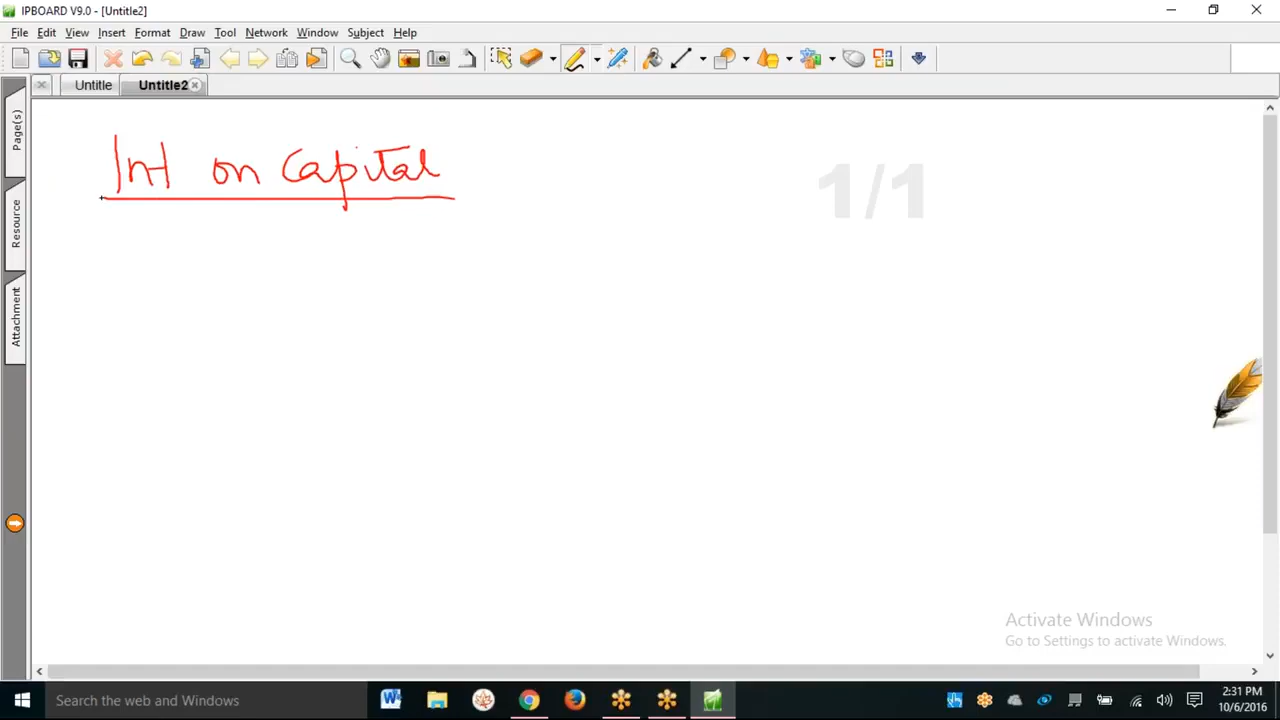 IPBOARD V9.0 - [Untitle2]
File Edit View Insert Format Draw Tool Network Window Subject Help
Untitle Untitle2
Page(s)
Resource
Attachment
Int on Capital
1/1
Activate Windows
Go to Settings to activate Windows.
Search the web and Windows
2:31 PM
10/6/2016